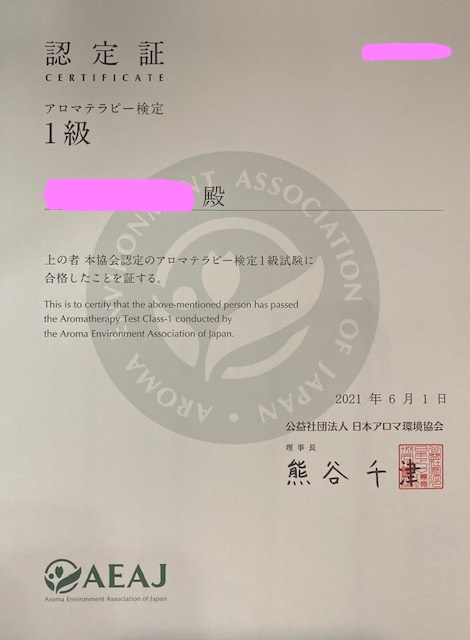 認定証
CERTIFICATE
アロマテラピー検定
1級
殿
上の者 本協会認定のアロマテラピー検定1級試験に
合格したことを証する。
This is to certify that the above-mentioned person has passed
the Aromatherapy Test Class-1 conducted by
the Aroma Environment Association of Japan.
AROMA ENVIRONMENT ASSOCIATION OF JAPAN
2021 年 6 月 1 日
公益社団法人 日本アロマ環境協会
理事長
熊谷千津
AEAJ
Aroma Environment Association of Japan